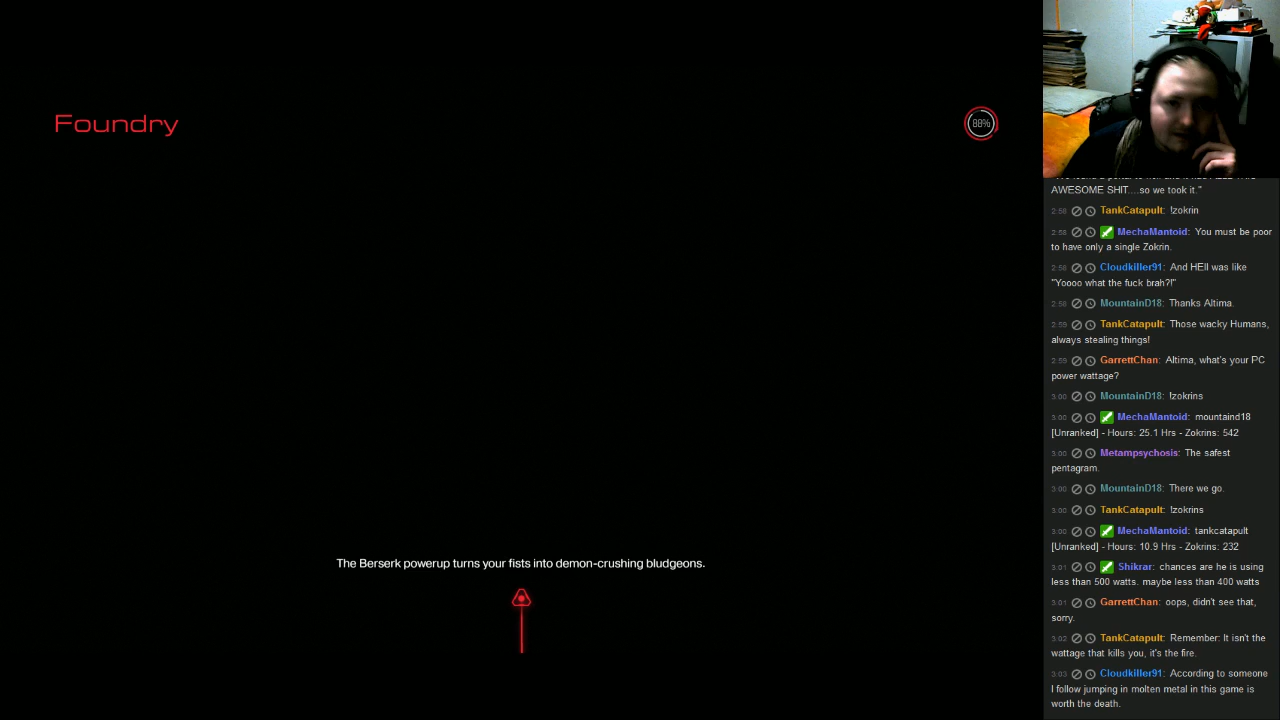 Foundry
88%
The Berserk powerup turns your fists into demon-crushing bludgeons.
AWESOME SHIT....so we took it."
2:58 TankCatapult: !zokrin
2:58 MechaMantoid: You must be poor
to have only a single Zokrin.
2:58 Cloudkiller91: And HEll was like
"Yoooo what the fuck brah?!"
2:58 MountainD18: Thanks Altima.
2:59 TankCatapult: Those wacky Humans,
always stealing things!
2:59 GarrettChan: Altima, what's your PC
power wattage?
3:00 MountainD18: !zokrins
3:00 MechaMantoid: mountaind18
[Unranked] - Hours: 25.1 Hrs - Zokrins: 542
3:00 Metampsychosis: The safest
pentagram.
3:00 MountainD18: There we go.
3:00 TankCatapult: !zokrins
3:00 MechaMantoid: tankcatapult
[Unranked] - Hours: 10.9 Hrs - Zokrins: 232
3:01 Shikrar: chances are he is using
less than 500 watts. maybe less than 400 watts
3:01 GarrettChan: oops, didn't see that,
sorry.
3:02 TankCatapult: Remember: It isn't the
wattage that kills you, it's the fire.
3:03 Cloudkiller91: According to someone
I follow jumping in molten metal in this game is
worth the death.